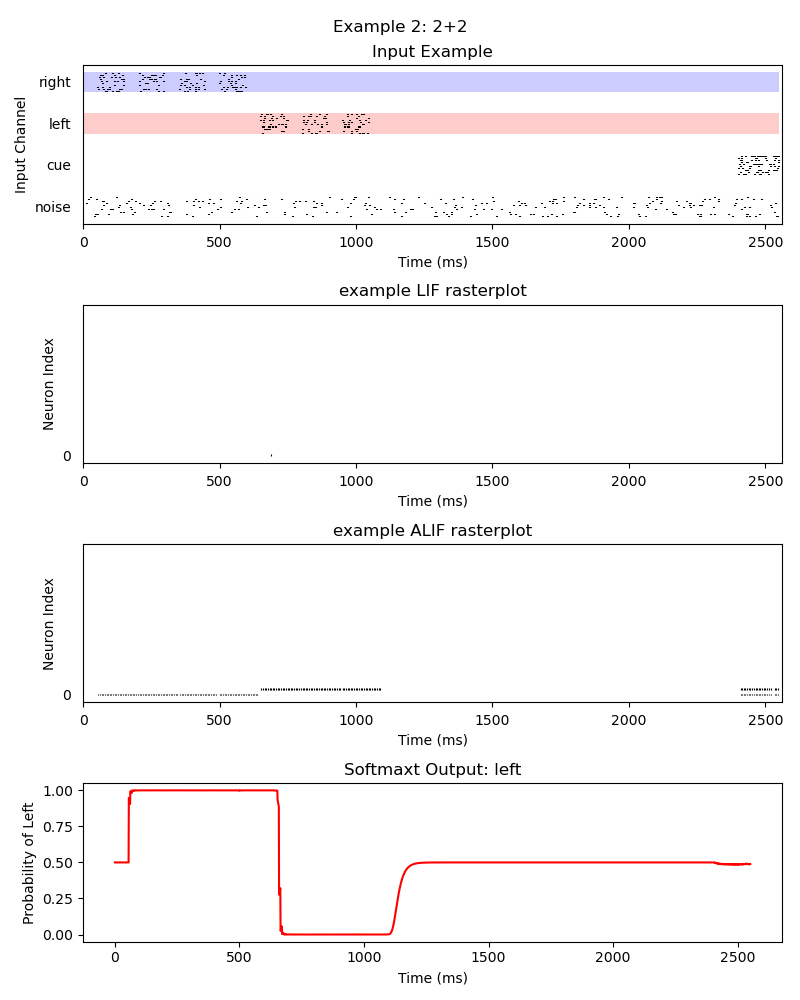 Example 2: 2+2
Input Example
Input Channel
right
left
cue
noise
0 500 1000 1500 2000 2500
Time (ms)
example LIF rasterplot
Neuron Index
0
0 500 1000 1500 2000 2500
Time (ms)
example ALIF rasterplot
Neuron Index
0
0 500 1000 1500 2000 2500
Time (ms)
Softmaxt Output: left
Probability of Left
1.00
0.75
0.50
0.25
0.00
0 500 1000 1500 2000 2500
Time (ms)